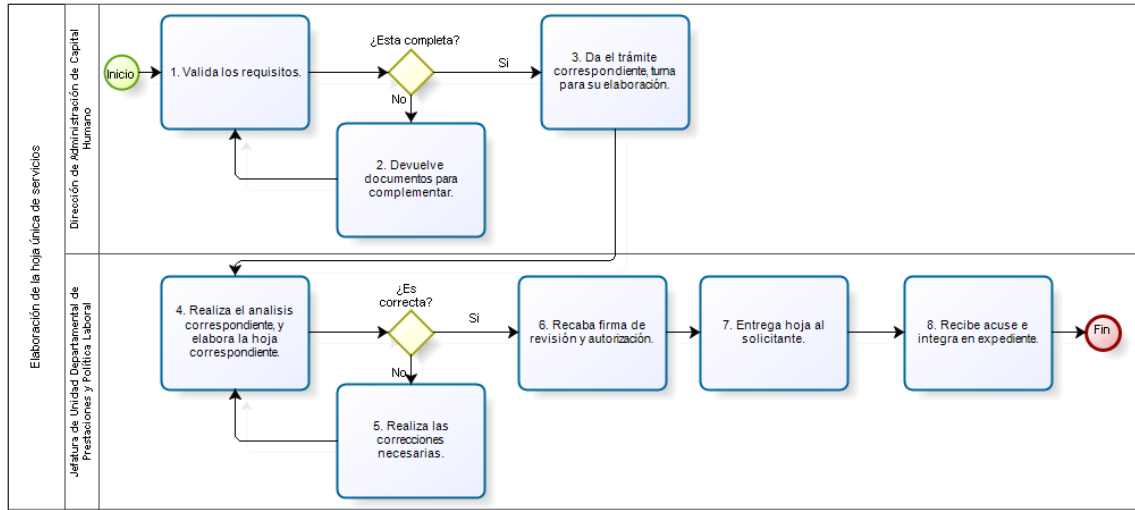 Elaboración de la hoja única de servicios
Dirección de Administración de Capital
Humano
Inicio
1. Valida los requisitos.
¿Esta completa?
Si
No
2. Devuelve
documentos para
complementar.
3. Da el trámite
correspondiente, turna
para su elaboración.
Jefatura de Unidad Departamental de
Prestaciones y Política Laboral
4. Realiza el analisis
correspondiente, y
elabora la hoja
correspondiente.
¿Es
correcta?
Si
No
5. Realiza las
correcciones
necesarias.
6. Recaba firma de
revisión y autorización.
7. Entrega hoja al
solicitante.
8. Recibe acuse e
integra en expediente.
Fin